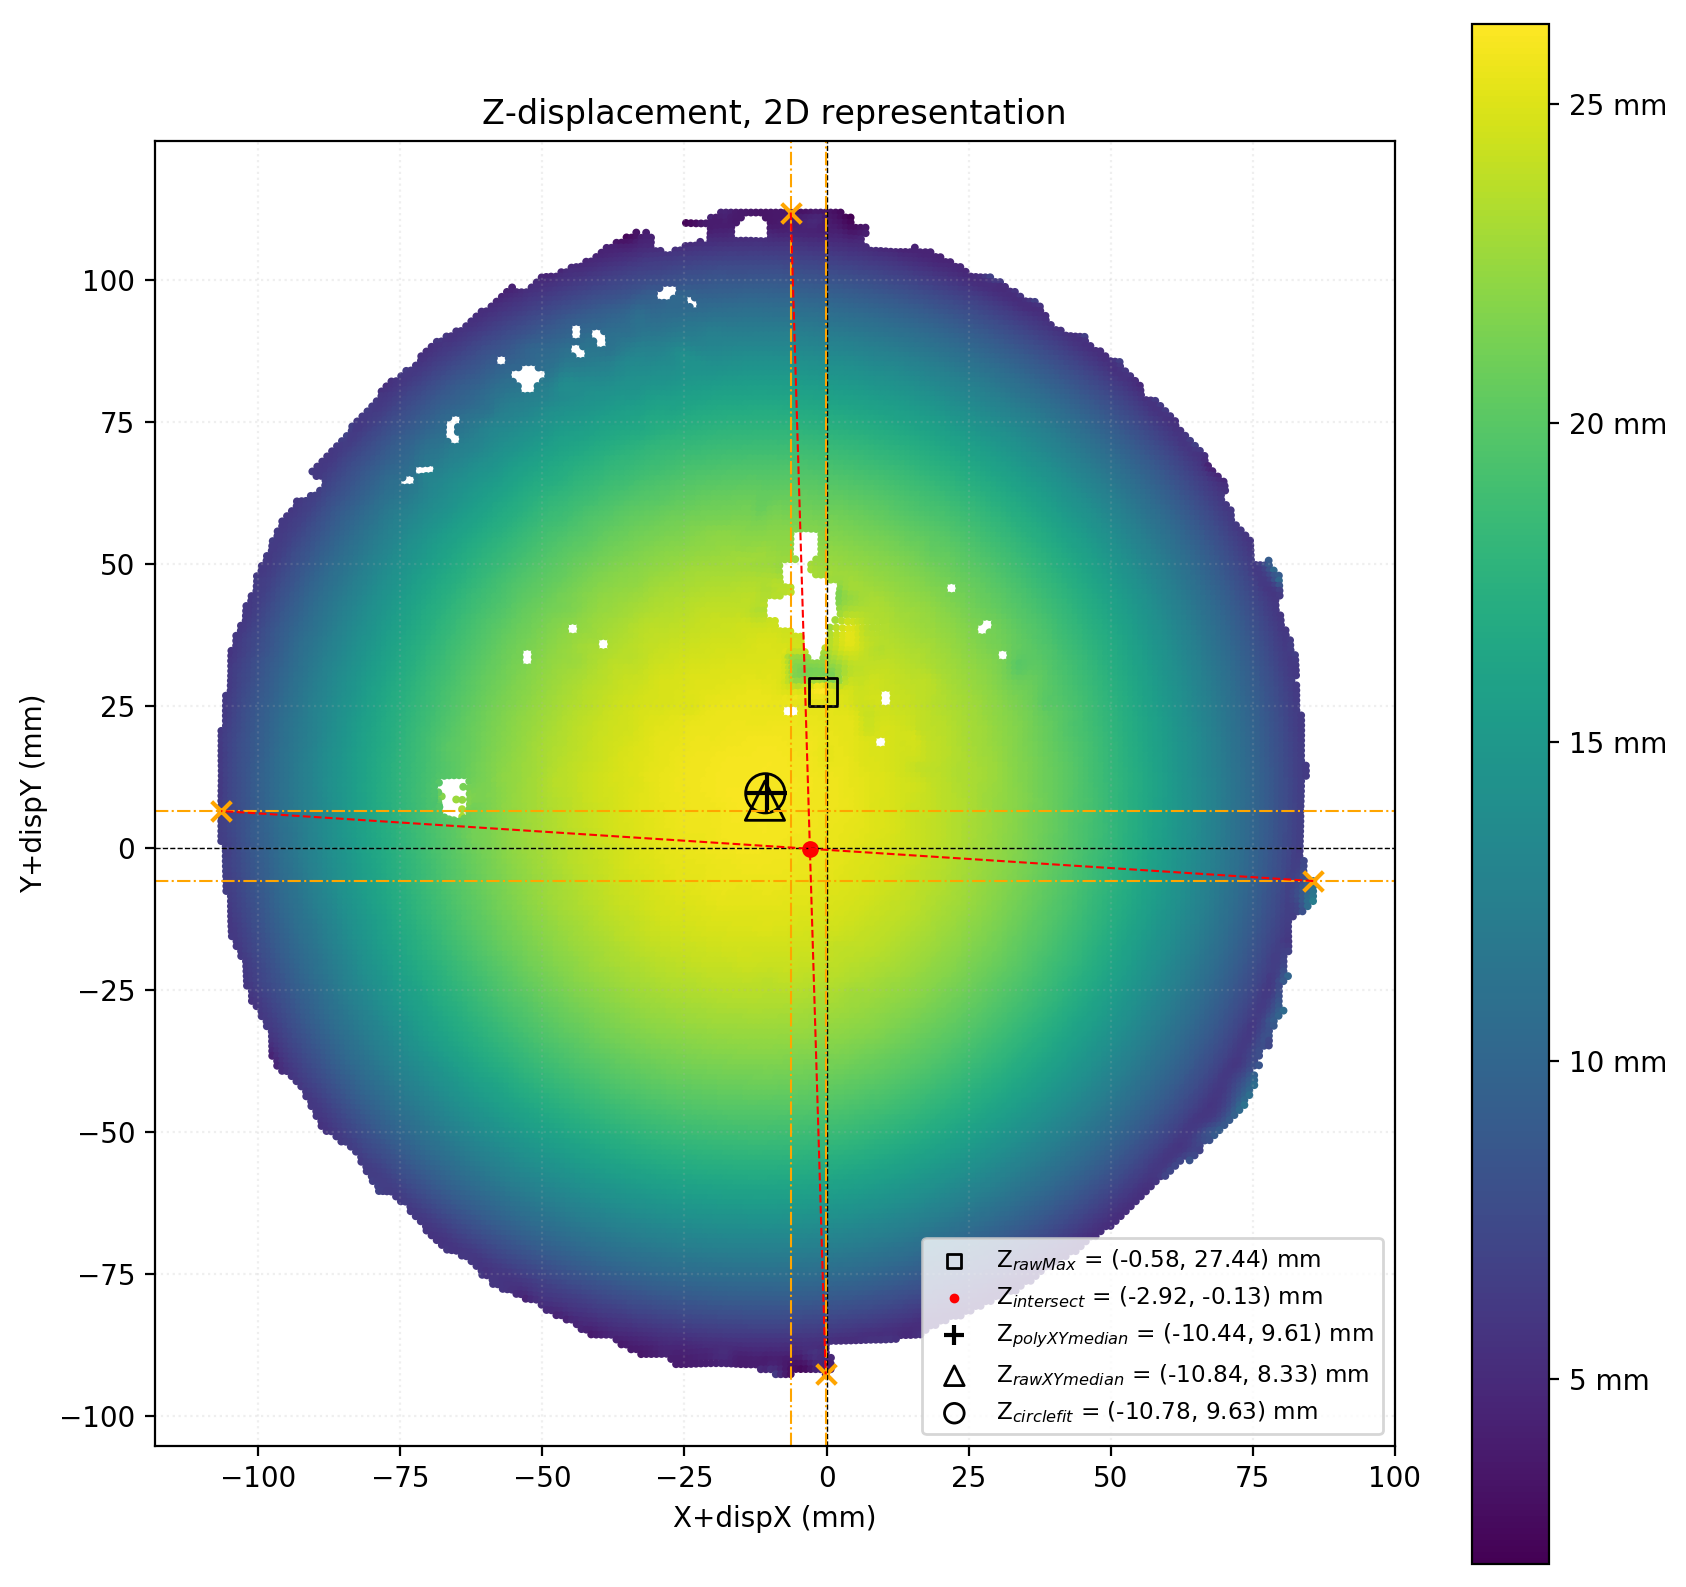 Z-displacement, 2D representation
25 mm
20 mm
15 mm
10 mm
5 mm
100
75
50
25
0
−25
−50
−75
−100
Y+dispY (mm)
−100 −75 −50 −25 0 25 50 75 100
X+dispX (mm)
Z_rawMax = (-0.58, 27.44) mm
Z_intersect = (-2.92, -0.13) mm
Z_polyXYmedian = (-10.44, 9.61) mm
Z_rawXYmedian = (-10.84, 8.33) mm
Z_circlefit = (-10.78, 9.63) mm